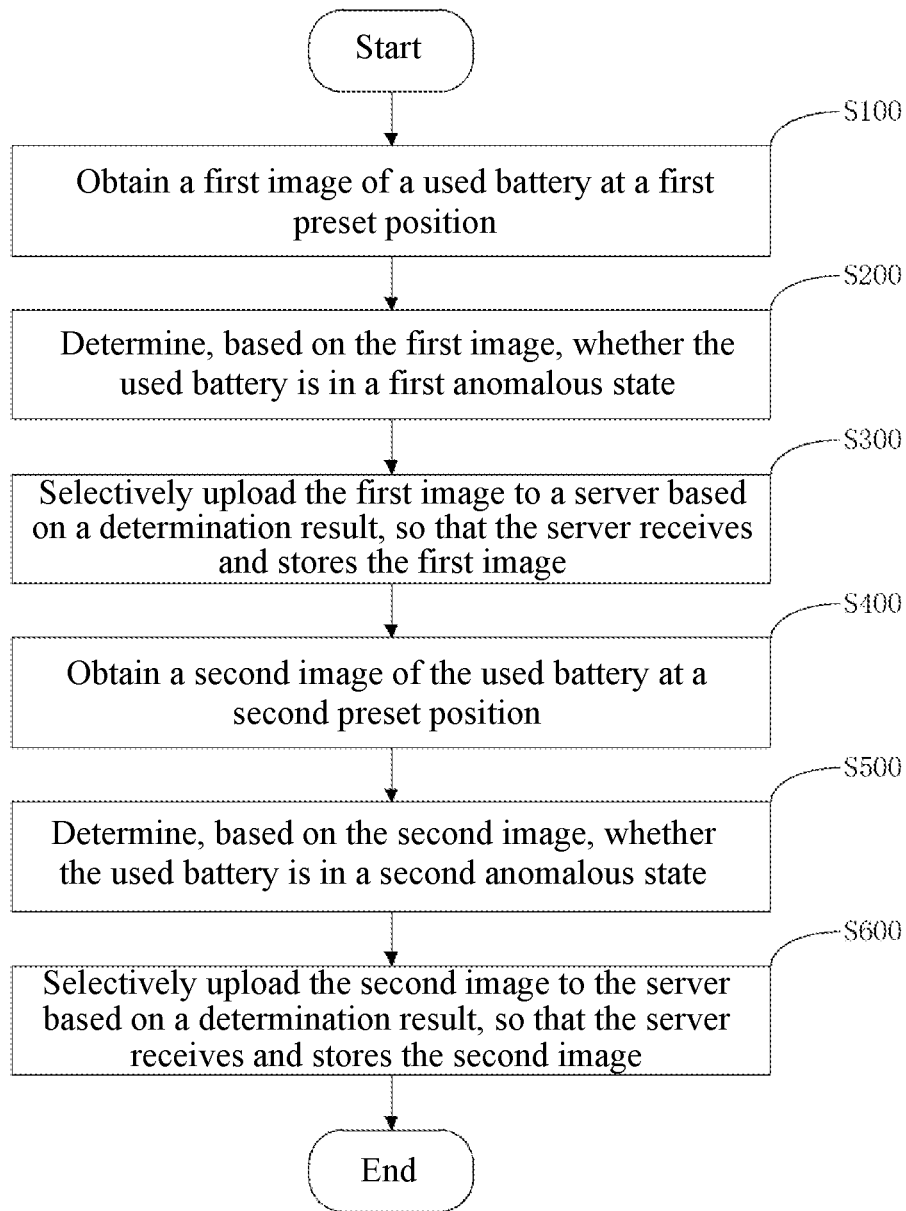 Start
S100
Obtain a first image of a used battery at a first
preset position
S200
Determine, based on the first image, whether the
used battery is in a first anomalous state
S300
Selectively upload the first image to a server based
on a determination result, so that the server receives
and stores the first image
S400
Obtain a second image of the used battery at a
second preset position
S500
Determine, based on the second image, whether
the used battery is in a second anomalous state
S600
Selectively upload the second image to the server
based on a determination result, so that the server
receives and stores the second image
End